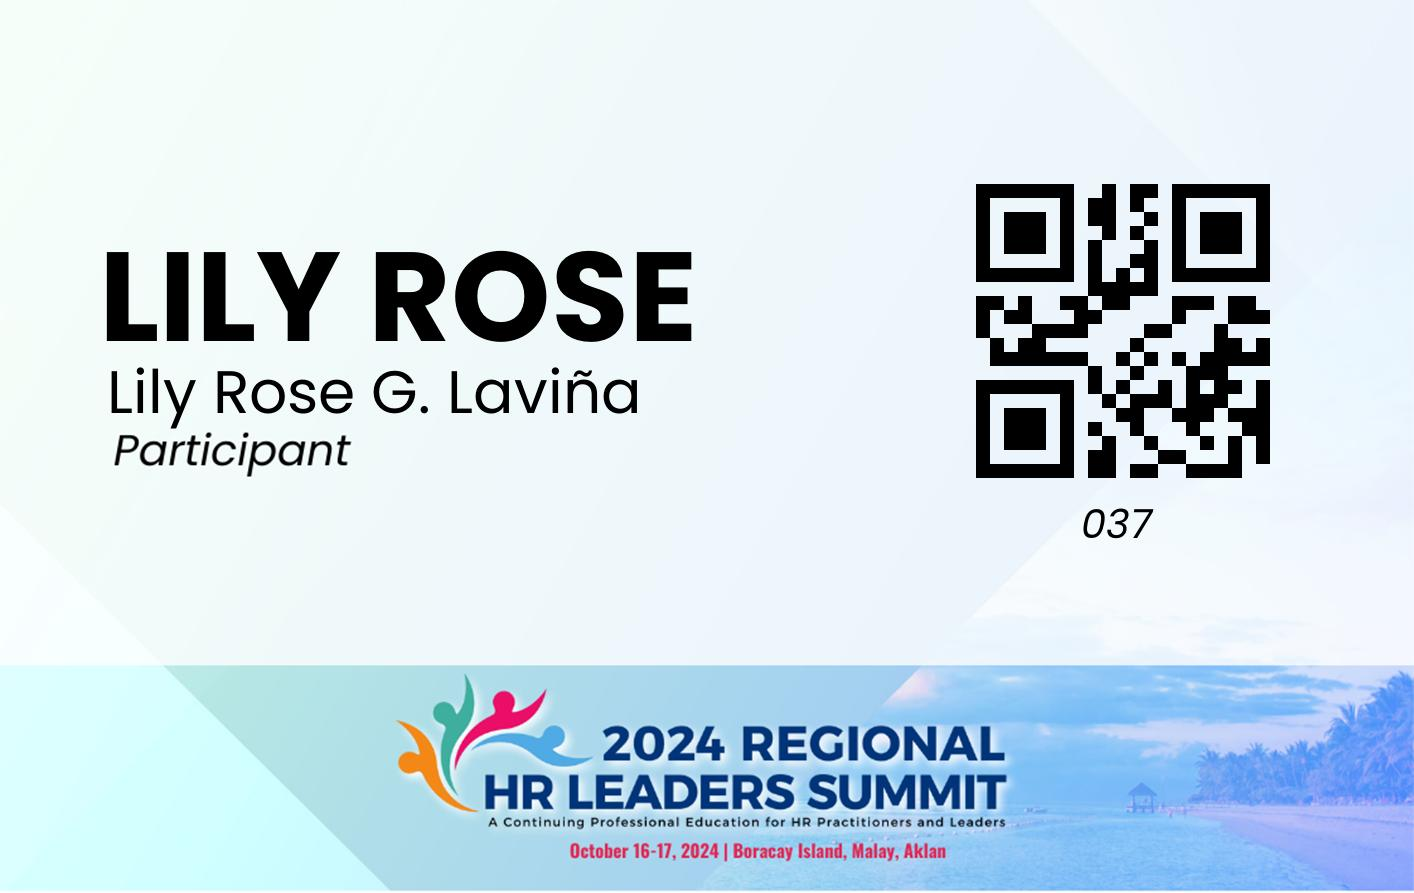 LILY ROSE
Lily Rose G. Laviña
Participant
037
2024 REGIONAL
HR LEADERS SUMMIT
A Continuing Professional Education for HR Practitioners and Leaders
October 16-17, 2024 | Boracay Island, Malay, Aklan